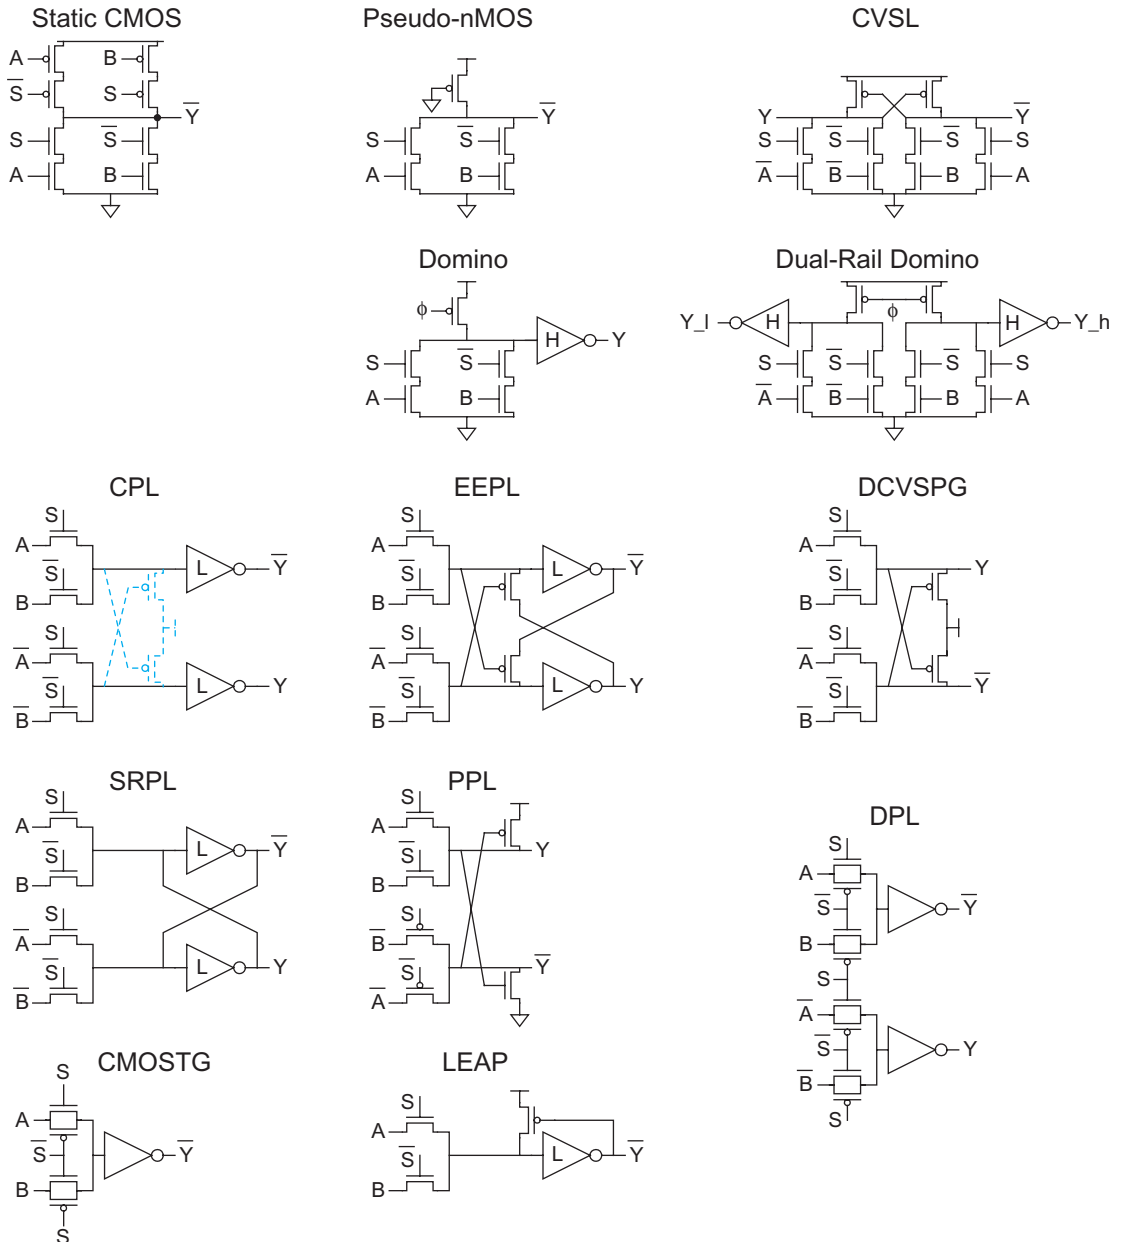 Static CMOS
A B
S̅ S
Y̅
S S̅
A B
Pseudo-nMOS
Y̅
S S̅
A B
CVSL
Y Y̅
S S̅ S̅ S
A̅ B̅ B A
Domino
ϕ
H Y
S S̅
A B
Dual-Rail Domino
Y_l H ϕ H Y_h
S S̅ S̅ S
A̅ B̅ B A
CPL
S
A
S̅ L Y̅
B
S
A̅
S̅ L Y
B̅
EEPL
S
A
S̅ L Y̅
B
S
A̅
S̅ L Y
B̅
DCVSPG
S
A
S̅ Y
B
S
A̅
S̅ Y̅
B̅
SRPL
S
A
S̅ L Y̅
B
S
A̅
S̅ L Y
B̅
PPL
S
A
S̅ Y
B
S
B̅
S̅ Y̅
A̅
DPL
S
A
S̅ Y̅
B
S
A̅
S̅ Y
B̅
S
CMOSTG
S
A
S̅ Y̅
B
S
LEAP
S
A
S̅ L Y̅
B